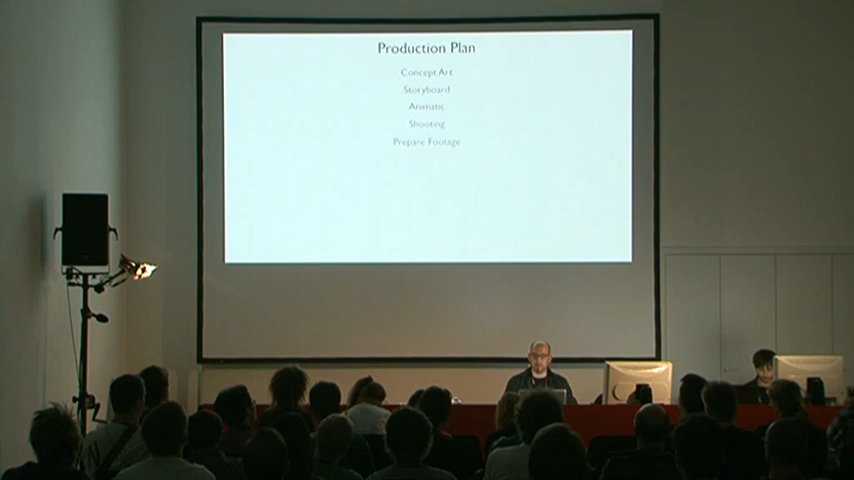 Production Plan
Concept Art
Storyboard
Animatic
Shooting
Prepare Footage